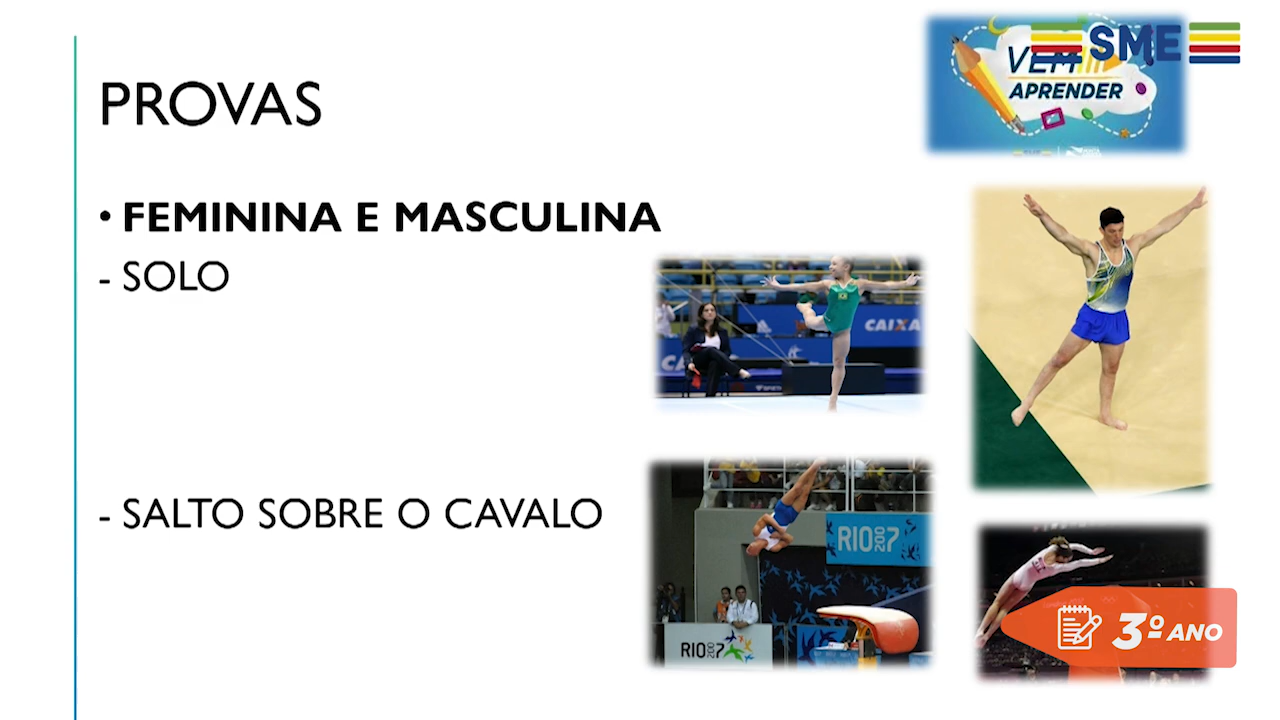 SME
VEM
APRENDER
PROVAS
• FEMININA E MASCULINA
- SOLO
CAIXA
- SALTO SOBRE O CAVALO
RIO 2007
RIO 2007
3º ANO